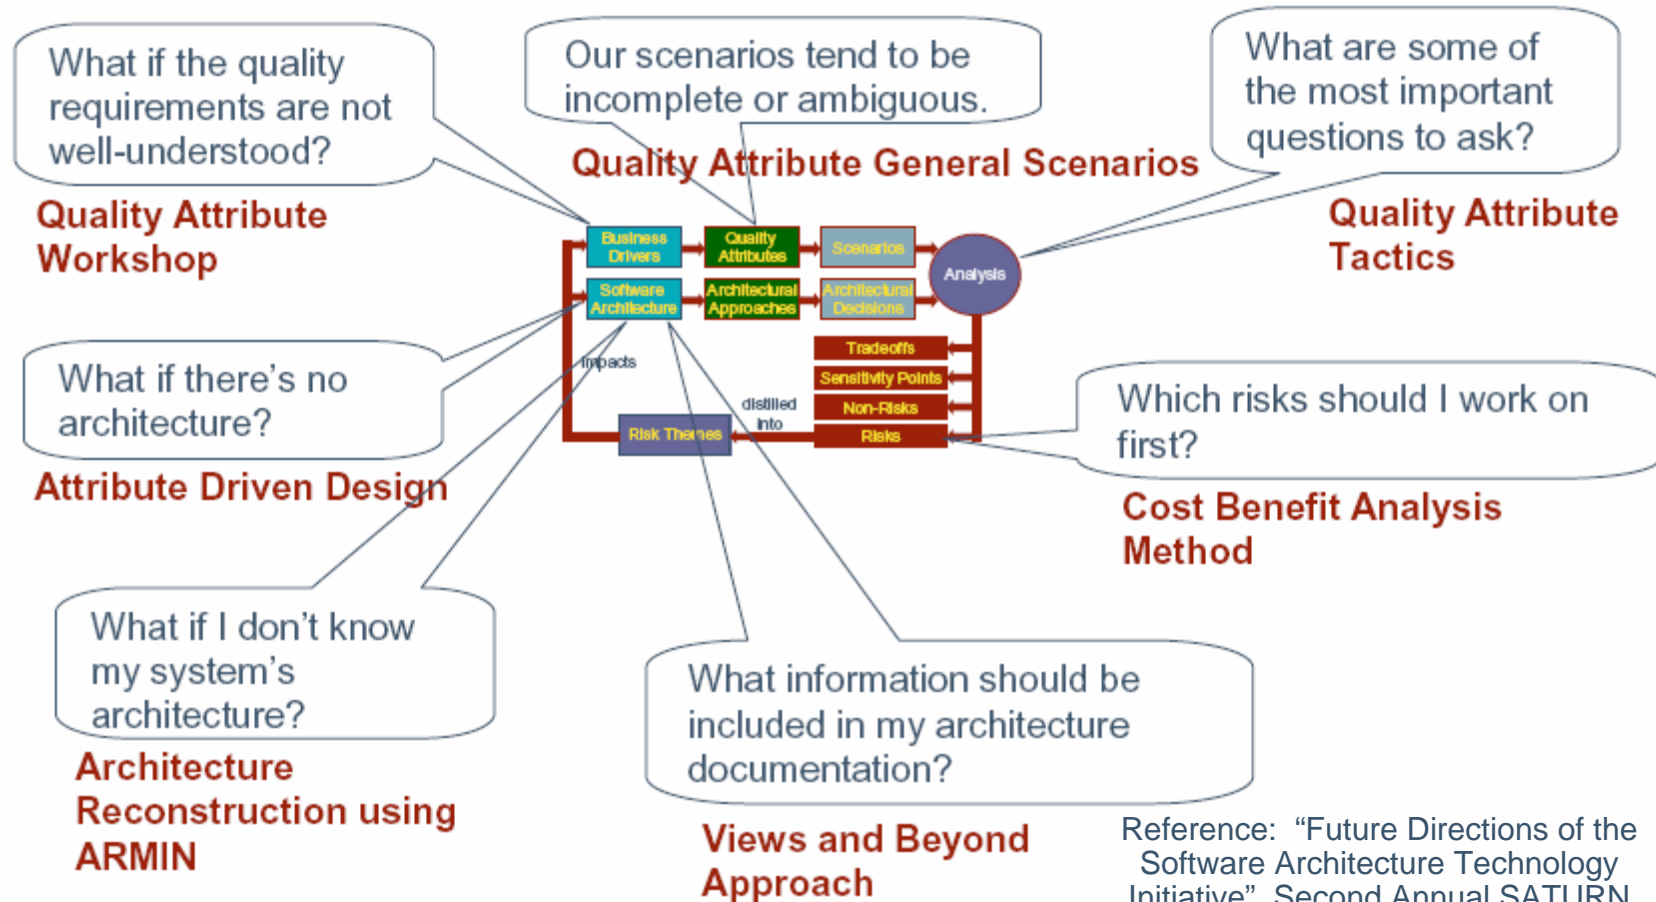 What if the quality
requirements are not
well-understood?
Quality Attribute
Workshop
Our scenarios tend to be
incomplete or ambiguous.
Quality Attribute General Scenarios
What are some of
the most important
questions to ask?
Quality Attribute
Tactics
Business
Drivers
Quality
Attributes
Scenarios
Analysis
Software
Architecture
Architectural
Approaches
Architectural
Decisions
Impacts
Tradeoffs
Sensitivity Points
Non-Risks
Risks
distilled
into
Risk Themes
What if there's no
architecture?
Attribute Driven Design
Which risks should I work on
first?
Cost Benefit Analysis
Method
What if I don't know
my system's
architecture?
Architecture
Reconstruction using
ARMIN
What information should be
included in my architecture
documentation?
Views and Beyond
Approach
Reference: “Future Directions of the
Software Architecture Technology
Initiative” Second Annual SATURN